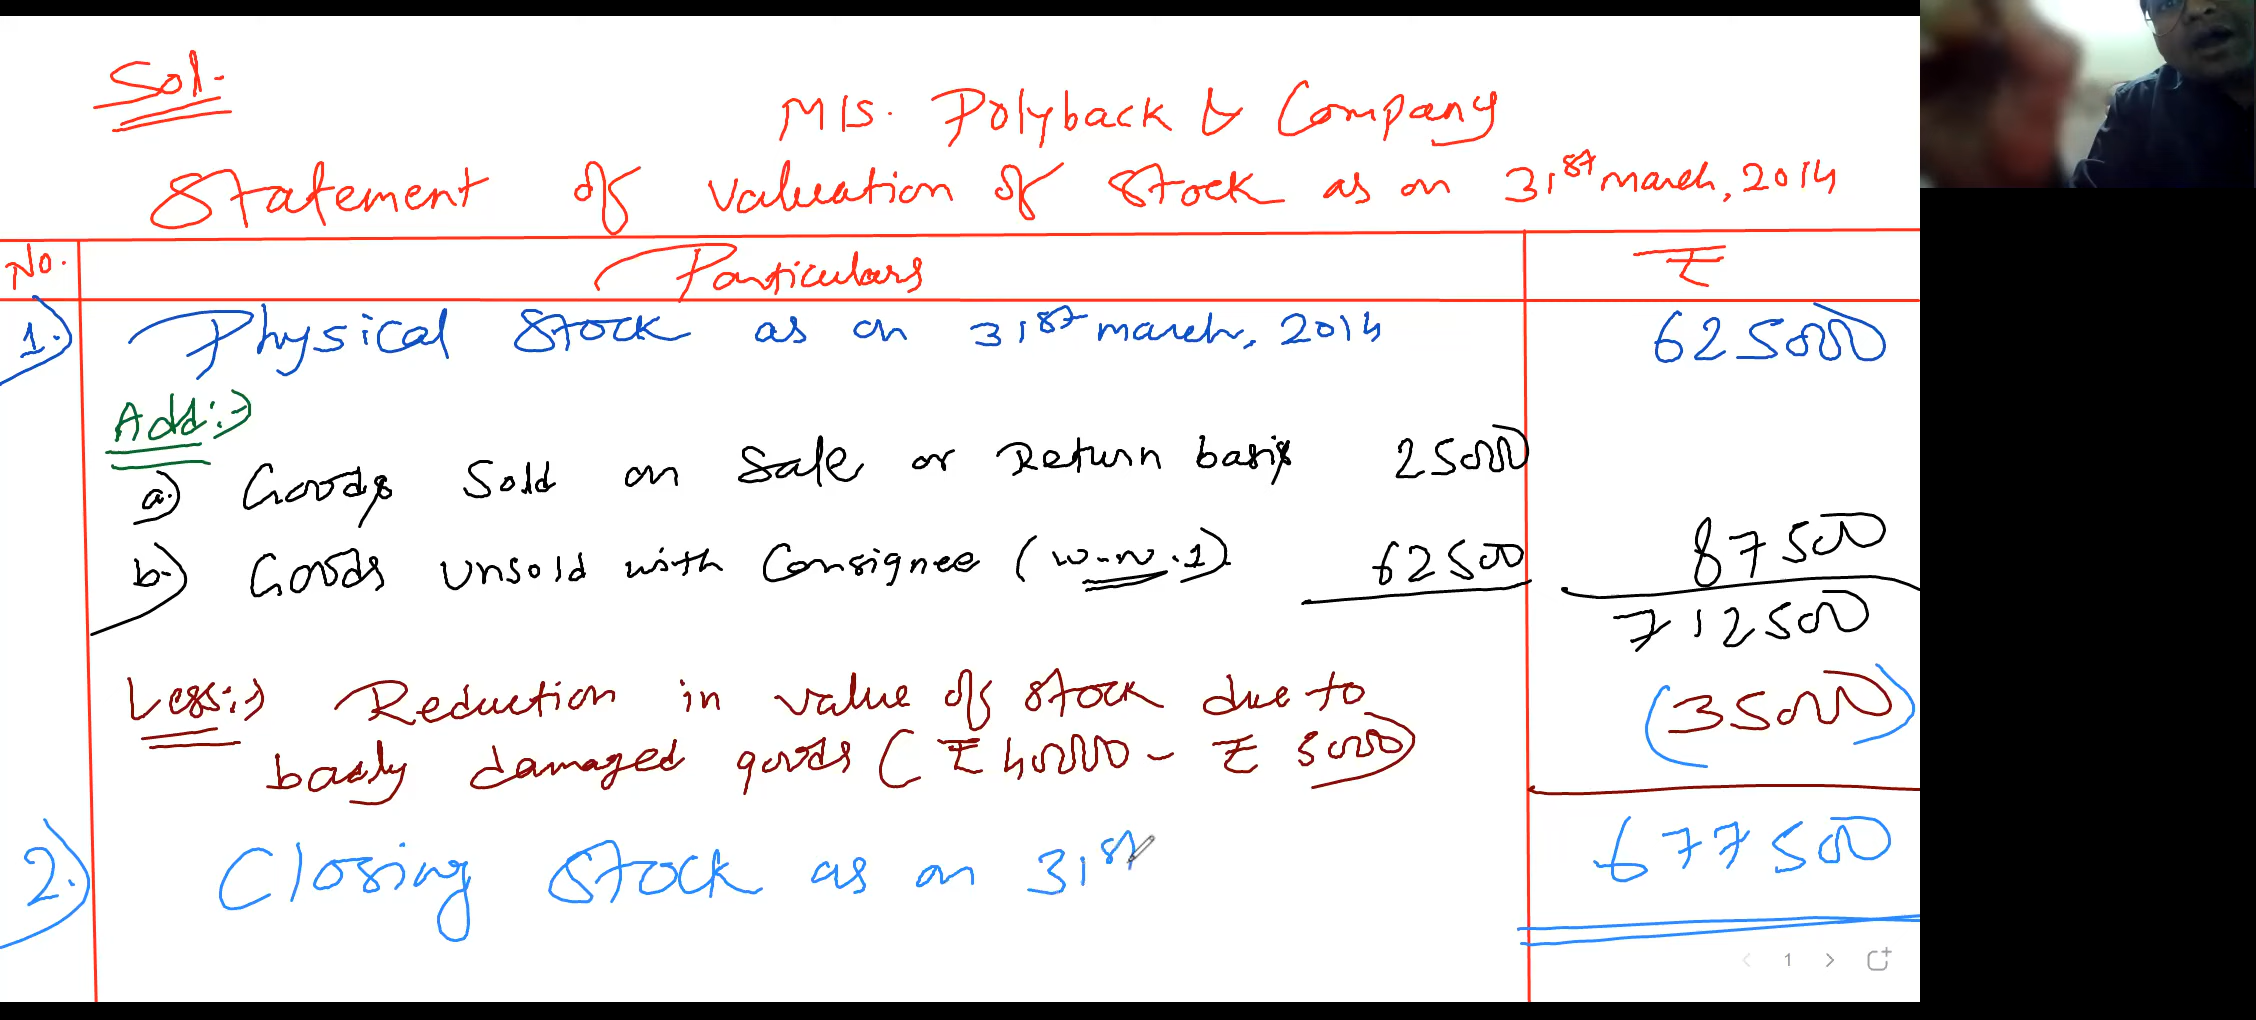 Sol.
M/s. Polyback & Company
Statement of valuation of Stock as on 31st march, 2014
No. Particulars ₹
1.) Physical Stock as on 31st march, 2014 625000
Add:→
a.) Goods Sold on Sale or Return basis 25000
b.) Goods Unsold with Consignee (w.n.1) 62500 87500
712500
Less:→ Reduction in value of stock due to (35000)
badly damaged goods (₹ 40000 - ₹ 5000)
2.) Closing Stock as on 31st 677500
1